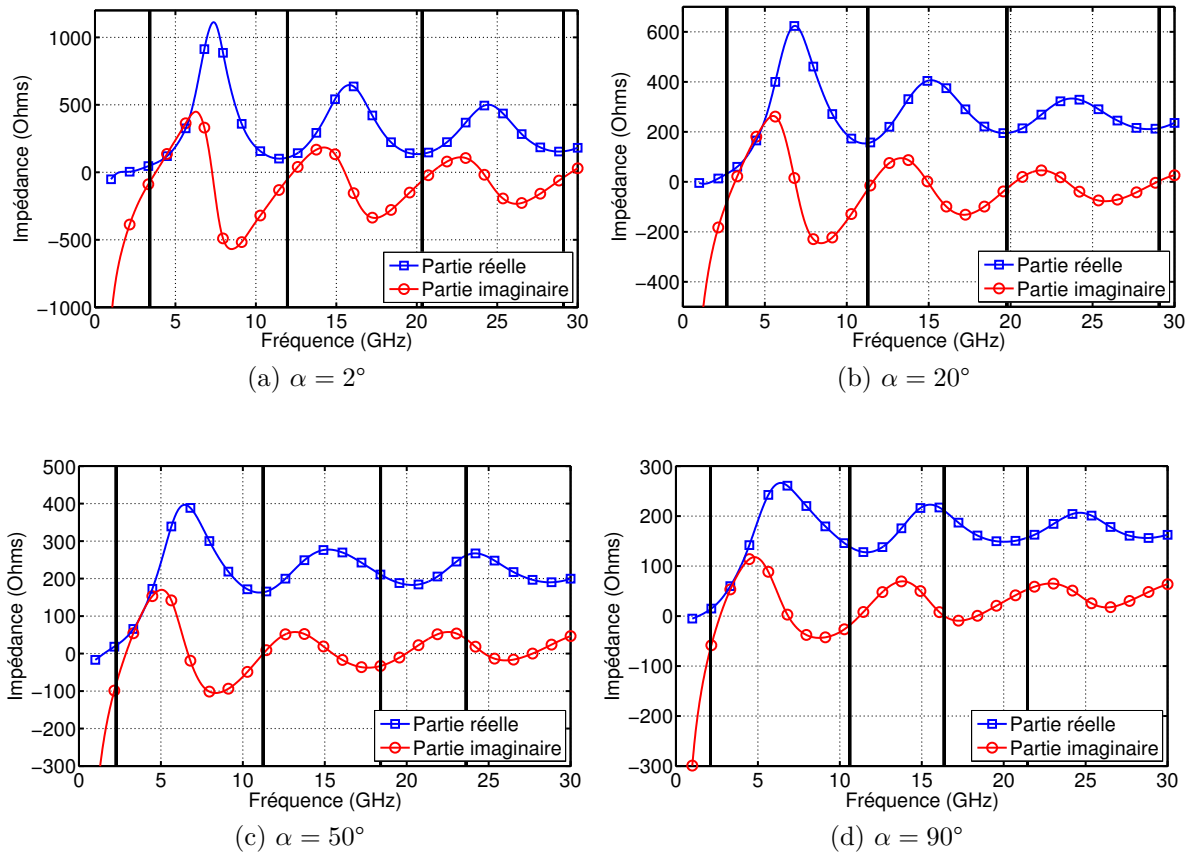 1000
500
0
−500
−1000
Impédance (Ohms)
0 5 10 15 20 25 30
Fréquence (GHz)
Partie réelle
Partie imaginaire
(a) α = 2°
600
400
200
0
−200
−400
Impédance (Ohms)
0 5 10 15 20 25 30
Fréquence (GHz)
Partie réelle
Partie imaginaire
(b) α = 20°
500
400
300
200
100
0
−100
−200
−300
Impédance (Ohms)
0 5 10 15 20 25 30
Fréquence (GHz)
Partie réelle
Partie imaginaire
(c) α = 50°
300
200
100
0
−100
−200
−300
Impédance (Ohms)
0 5 10 15 20 25 30
Fréquence (GHz)
Partie réelle
Partie imaginaire
(d) α = 90°